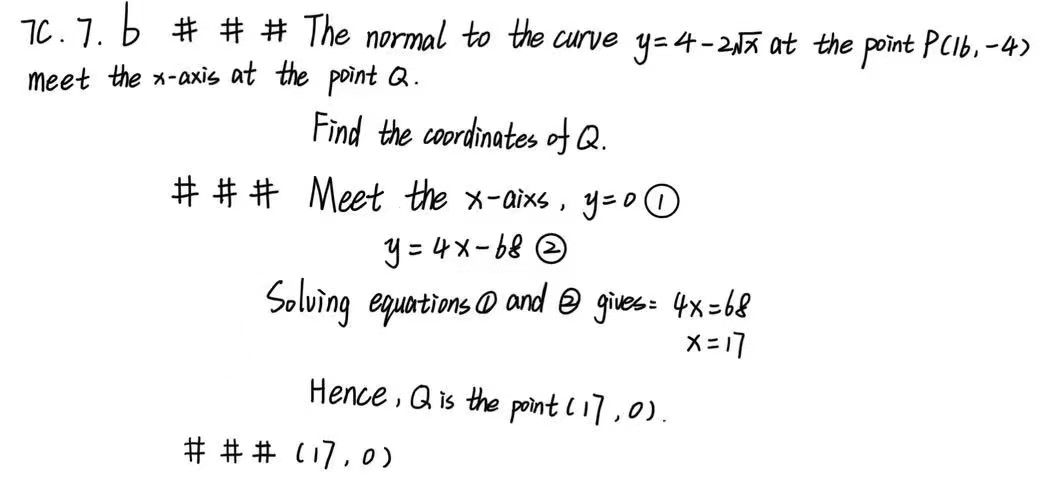 7C.7.b # # # The normal to the curve y=4-2√x at the point P(16,-4)
meet the x-axis at the point Q.
Find the coordinates of Q.
# # # Meet the x-aixs, y=0 ①
y=4x-68 ②
Solving equations ① and ② gives: 4x=68
x=17
Hence, Q is the point (17,0).
# # # (17,0)